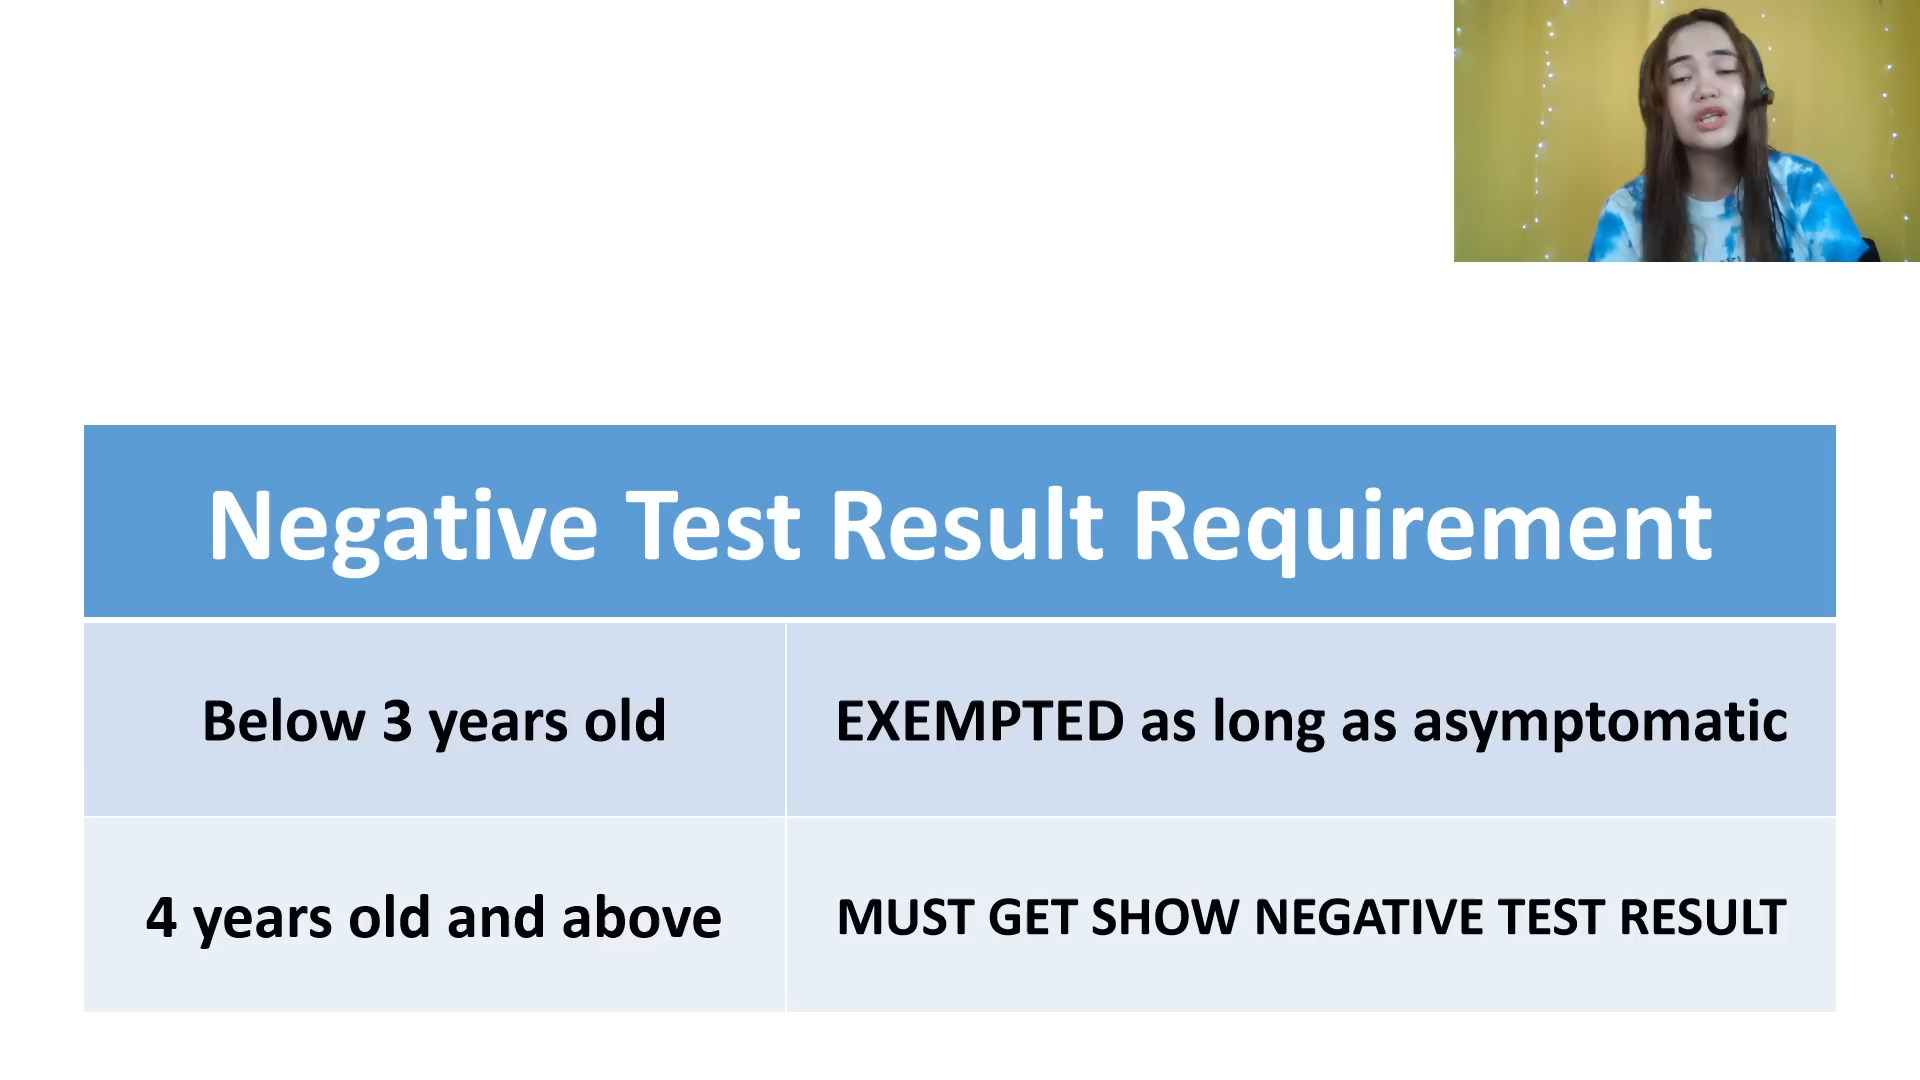 Negative Test Result Requirement
Below 3 years old
EXEMPTED as long as asymptomatic
4 years old and above
MUST GET SHOW NEGATIVE TEST RESULT